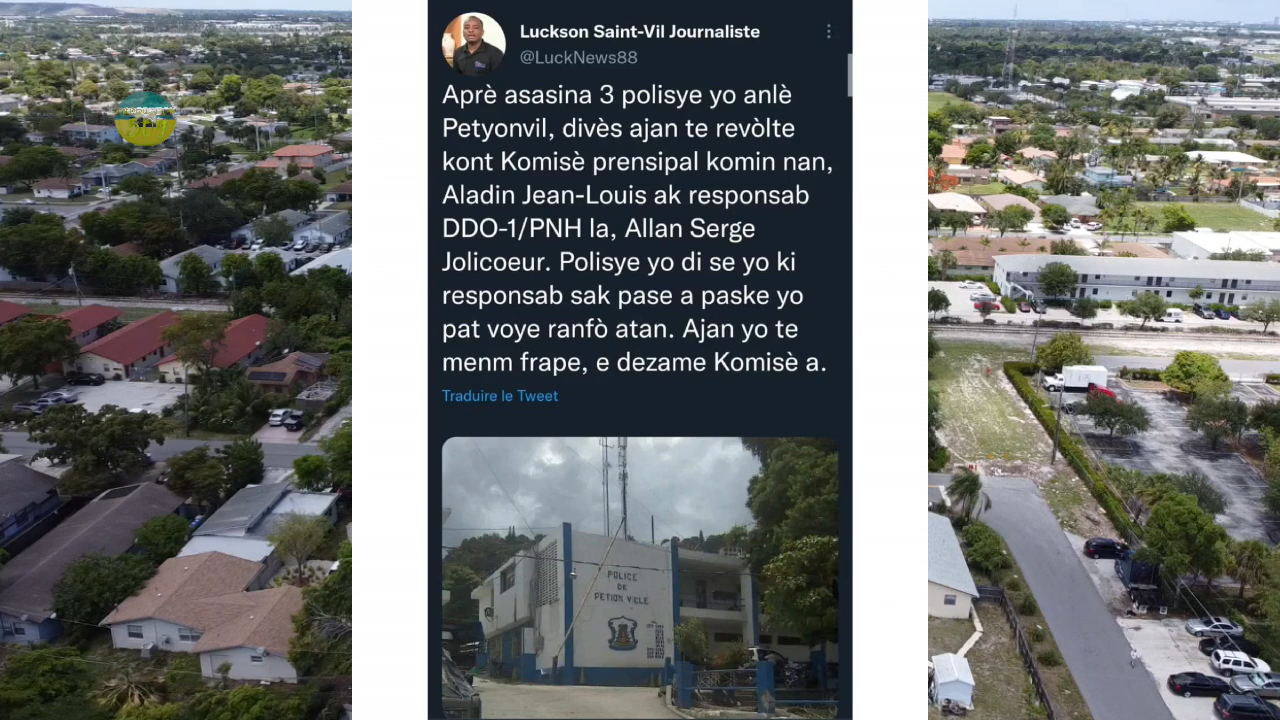 Luckson Saint-Vil Journaliste
@LuckNews88
Aprè asasina 3 polisye yo anlè
Petyonvil, divès ajan te revòlte
kont Komisè prensipal komin nan,
Aladin Jean-Louis ak responsab
DDO-1/PNH la, Allan Serge
Jolicoeur. Polisye yo di se yo ki
responsab sak pase a paske yo
pat voye ranfò atan. Ajan yo te
menm frape, e dezame Komisè a.
Traduire le Tweet
POLICE
DE
PETION VILLE